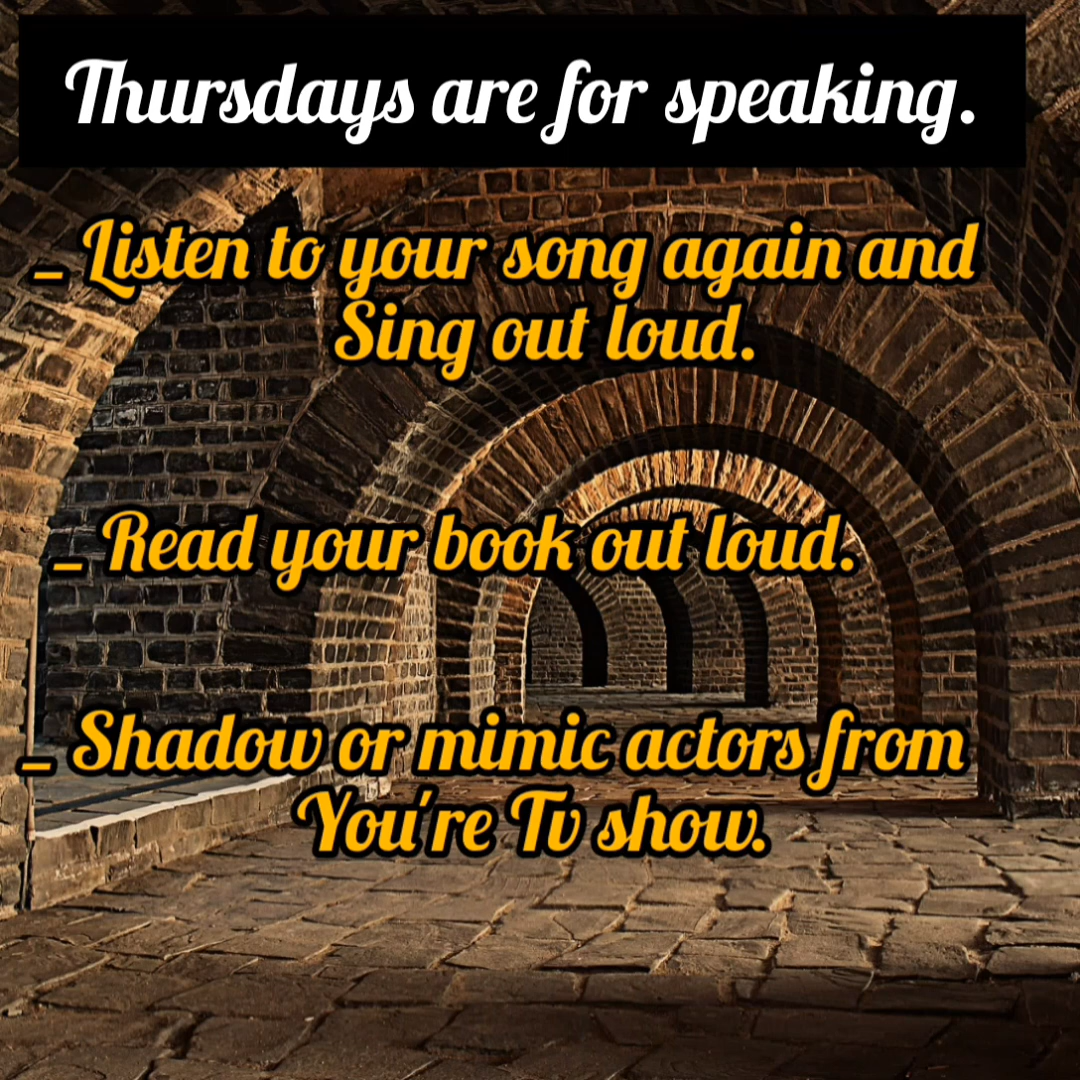 Thursdays are for speaking.
_ Listen to your song again and
Sing out loud.
_ Read your book out loud.
_ Shadow or mimic actors from
You're Tv show.